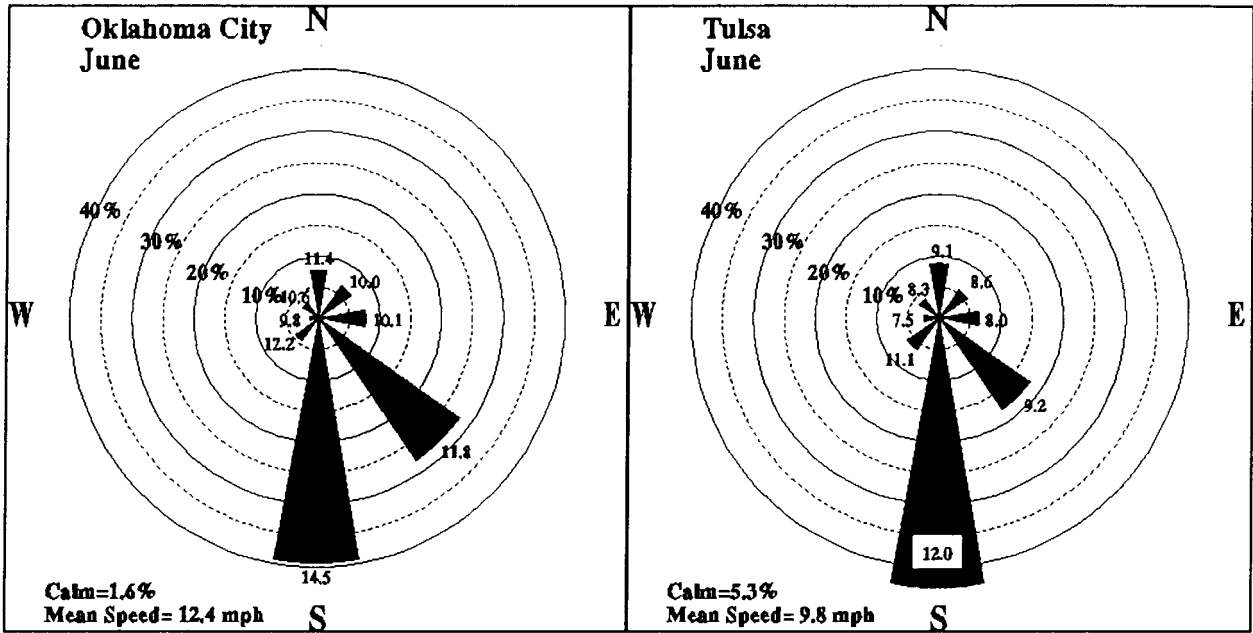 Oklahoma City
June
N
40%
30%
20%
10%
11.4
10.0
10.6
9.8
10.1
12.2
11.8
14.5
W
E
S
Calm=1.6%
Mean Speed= 12.4 mph
Tulsa
June
N
40%
30%
20%
10%
9.1
8.6
8.3
7.5
8.0
11.1
9.2
12.0
W
E
S
Calm=5.3%
Mean Speed= 9.8 mph